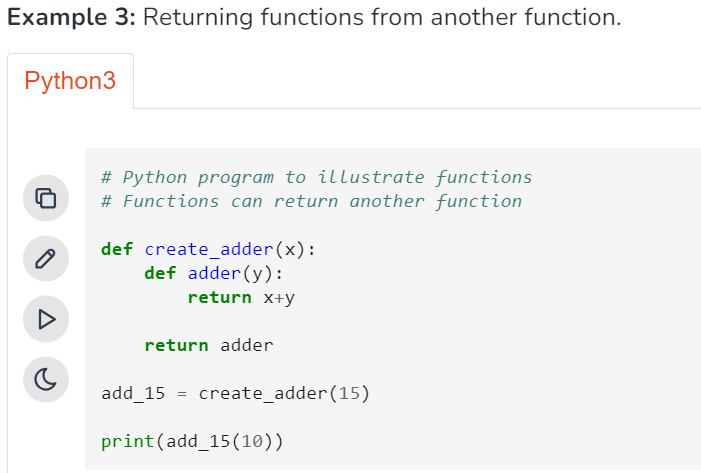 Example 3: Returning functions from another function.
Python3
# Python program to illustrate functions
# Functions can return another function
def create_adder(x):
    def adder(y):
        return x+y
    return adder
add_15 = create_adder(15)
print(add_15(10))